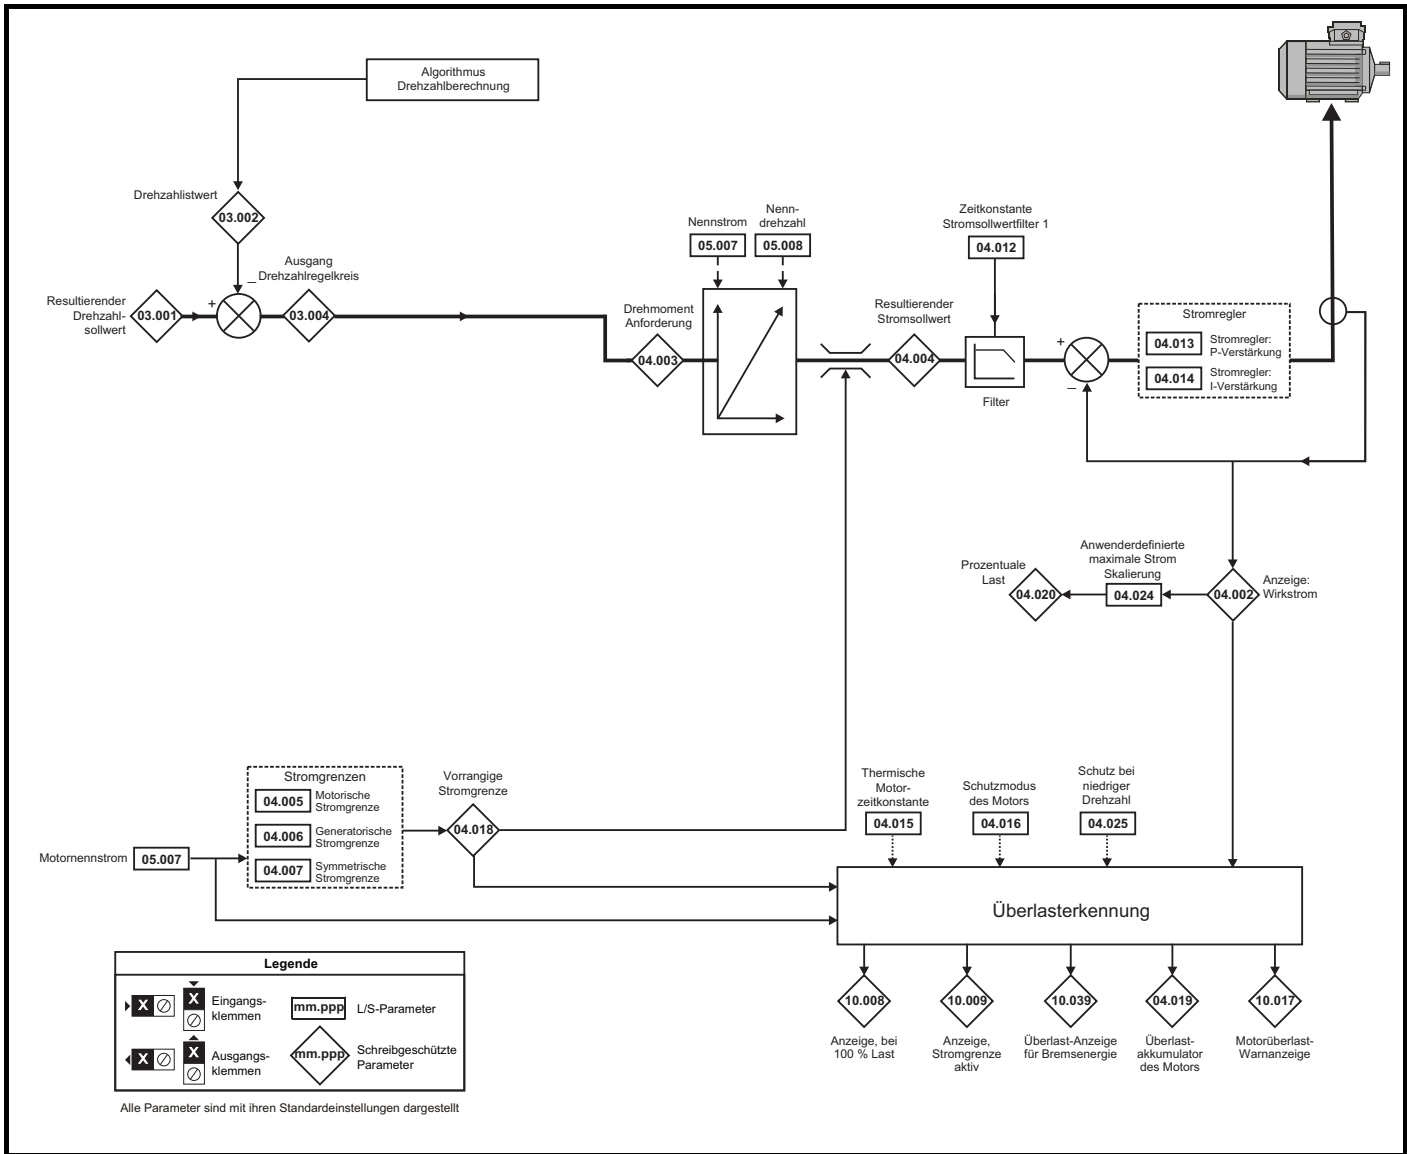 Algorithmus
Drehzahlberechnung
Drehzahlistwert
03.002
Ausgang
Drehzahlregelkreis
Resultierender
Drehzahl-
sollwert
03.001
+
_
03.004
Drehmoment
Anforderung
04.003
Nennstrom
05.007
Nenn-
drehzahl
05.008
Resultierender
Stromsollwert
04.004
Zeitkonstante
Stromsollwertfilter 1
04.012
Filter
+
_
Stromregler
04.013
Stromregler:
P-Verstärkung
04.014
Stromregler:
I-Verstärkung
Prozentuale
Last
04.020
Anwenderdefinierte
maximale Strom
Skalierung
04.024
04.002
Anzeige:
Wirkstrom
Motornennstrom
05.007
Stromgrenzen
04.005
Motorische
Stromgrenze
04.006
Generatorische
Stromgrenze
04.007
Symmetrische
Stromgrenze
Vorrangige
Stromgrenze
04.018
Thermische
Motor-
zeitkonstante
04.015
Schutzmodus
des Motors
04.016
Schutz bei
niedriger
Drehzahl
04.025
Überlasterkennung
10.008
Anzeige, bei
100 % Last
10.009
Anzeige,
Stromgrenze
aktiv
10.039
Überlast-Anzeige
für Bremsenergie
04.019
Überlast-
akkumulator
des Motors
10.017
Motorüberlast-
Warnanzeige
Legende
X
X
Eingangs-
klemmen
mm.ppp
L/S-Parameter
X
X
Ausgangs-
klemmen
mm.ppp
Schreibgeschützte
Parameter
Alle Parameter sind mit ihren Standardeinstellungen dargestellt